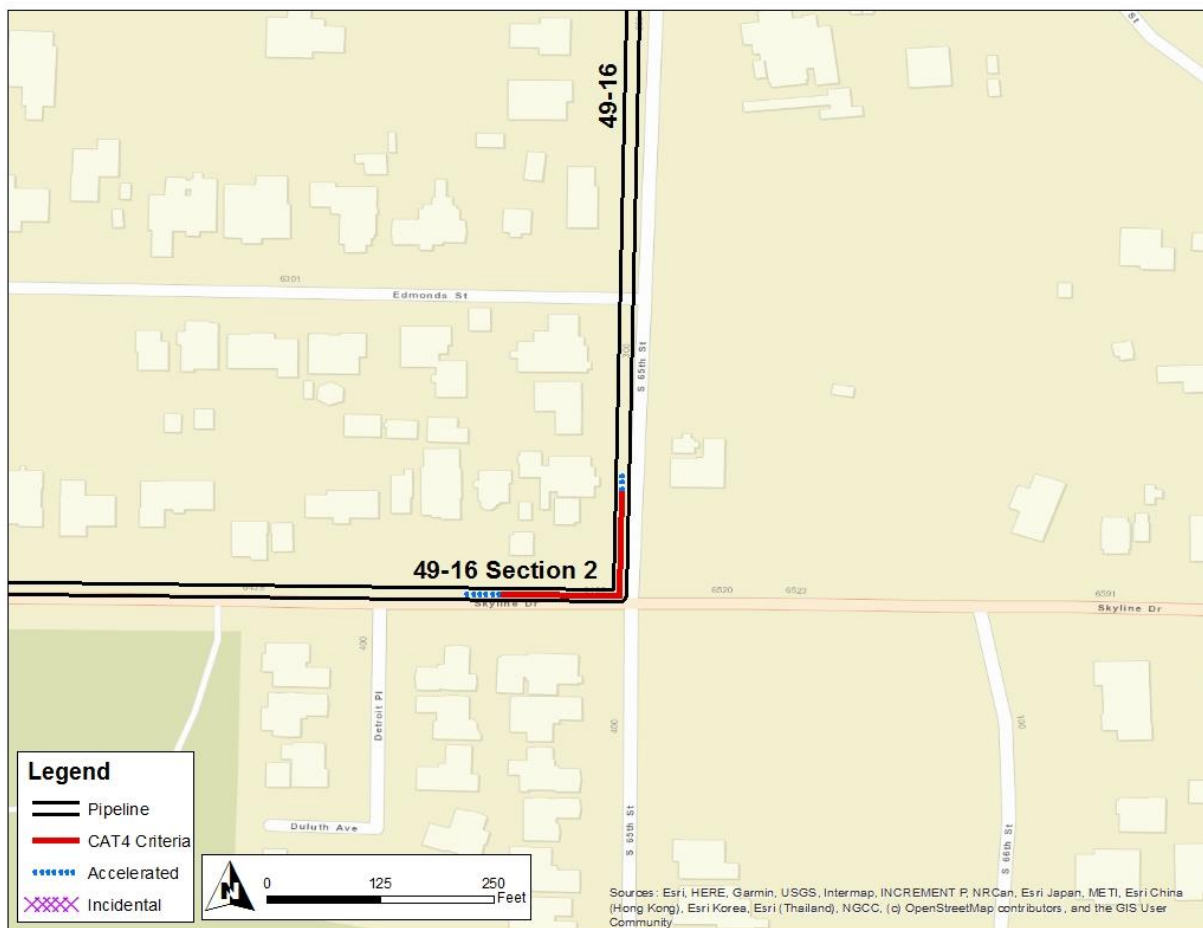 St
49-16
6301
Edmonds St
300
S 65th St
49-16 Section 2
Skyline Dr
6520
6523
6591
Skyline Dr
400
Detroit Pl
400
100
Duluth Ave
S 65th St
S 66th St
Legend
Pipeline
CAT4 Criteria
Accelerated
Incidental
N
0 125 250
Feet
Sources: Esri, HERE, Garmin, USGS, Intermap, INCREMENT P, NRCan, Esri Japan, METI, Esri China
(Hong Kong), Esri Korea, Esri (Thailand), NGCC, (c) OpenStreetMap contributors, and the GIS User
Community